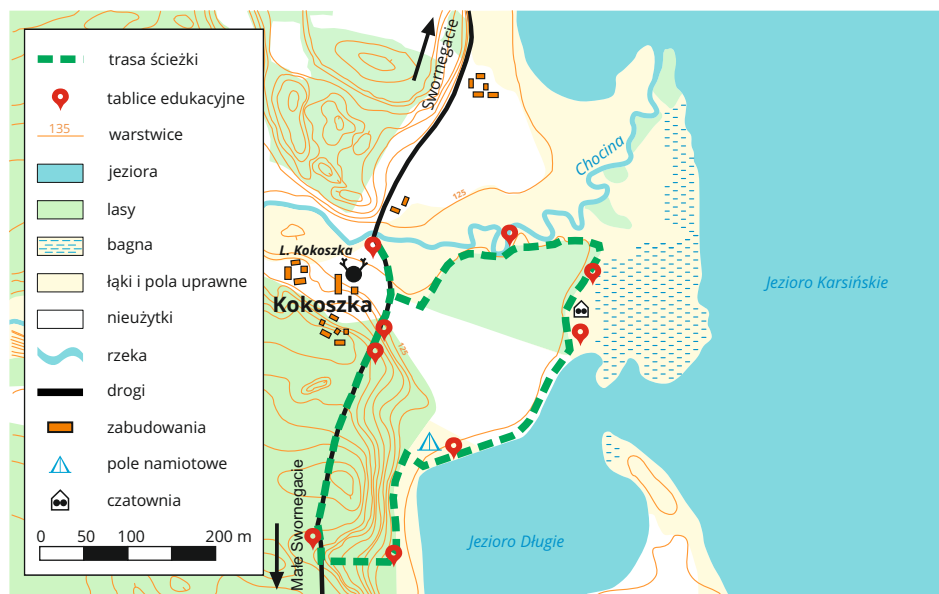 trasa ścieżki
tablice edukacyjne
135
warstwice
jeziora
lasy
bagna
łąki i pola uprawne
nieużytki
rzeka
drogi
zabudowania
pole namiotowe
czatownia
0 50 100 200 m
Swornegacie
Chocina
125
L. Kokoszka
Kokoszka
125
Jezioro Karsińskie
Małe Swornegacie
Jezioro Długie